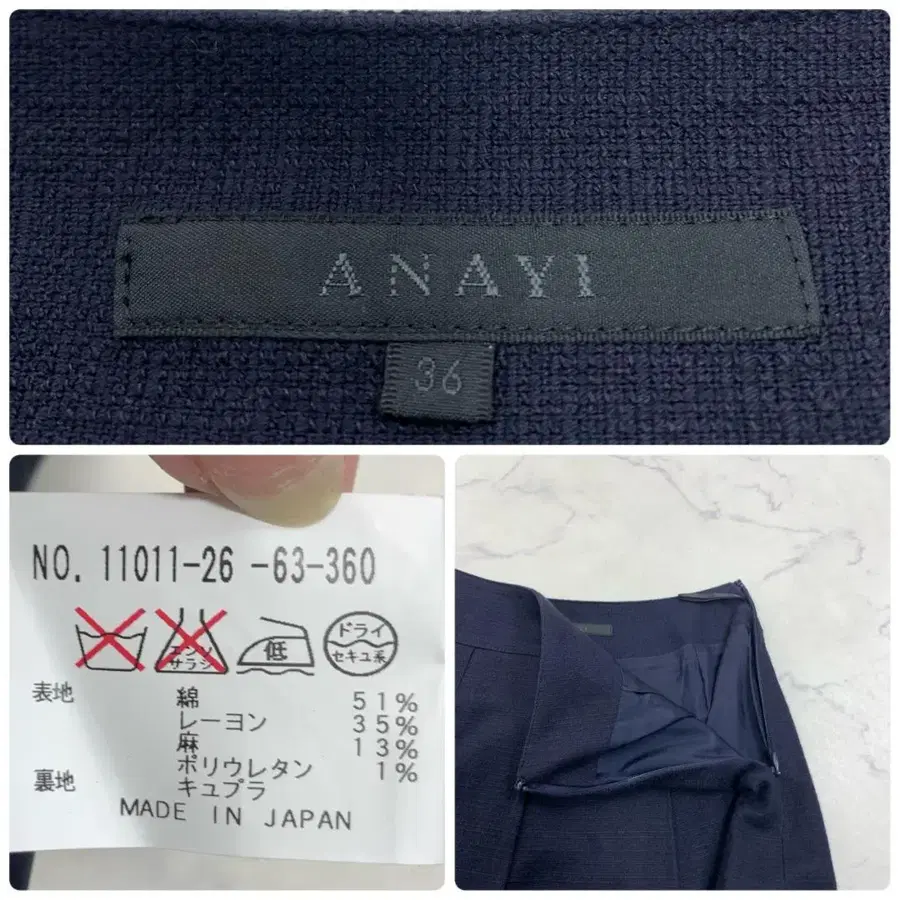 ANAYI
36
NO. 11011-26 -63-360
エンソ
サラシ
低
ドライ
セキユ系
表地 綿 51%
レーヨン 35%
麻 13%
ポリウレタン 1%
裏地 キュプラ
MADE IN JAPAN